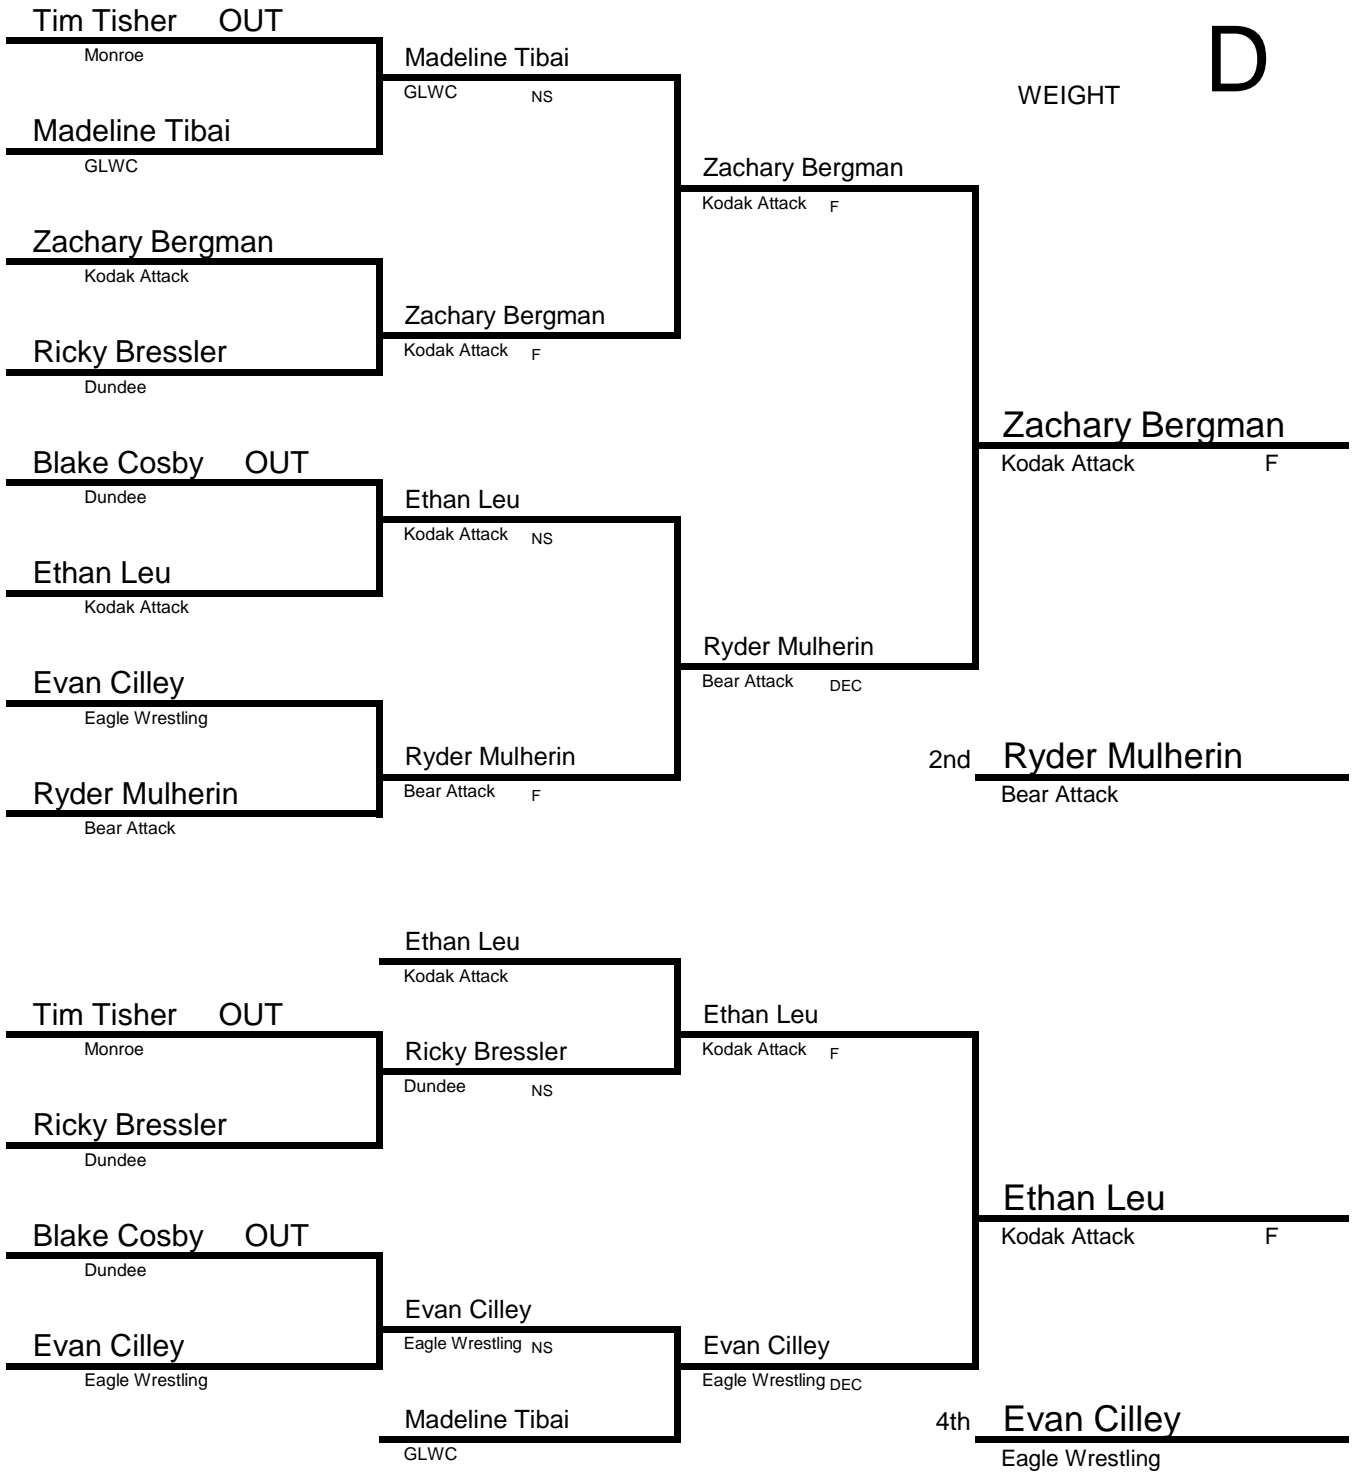 Tim Tisher OUT
Monroe
Madeline Tibai
GLWC NS
D
WEIGHT
Madeline Tibai
GLWC
Zachary Bergman
Kodak Attack F
Zachary Bergman
Kodak Attack
Zachary Bergman
Kodak Attack F
Ricky Bressler
Dundee
Zachary Bergman
Kodak Attack F
Blake Cosby OUT
Dundee
Ethan Leu
Kodak Attack NS
Ethan Leu
Kodak Attack
Ryder Mulherin
Bear Attack DEC
Evan Cilley
Eagle Wrestling
Ryder Mulherin
Bear Attack F
2nd Ryder Mulherin
Bear Attack
Ryder Mulherin
Bear Attack
Ethan Leu
Kodak Attack
Tim Tisher OUT
Monroe
Ethan Leu
Kodak Attack F
Ricky Bressler
Dundee NS
Ricky Bressler
Dundee
Ethan Leu
Kodak Attack F
Blake Cosby OUT
Dundee
Evan Cilley
Eagle Wrestling NS
Evan Cilley
Eagle Wrestling
Evan Cilley
Eagle Wrestling DEC
Madeline Tibai
GLWC
4th Evan Cilley
Eagle Wrestling